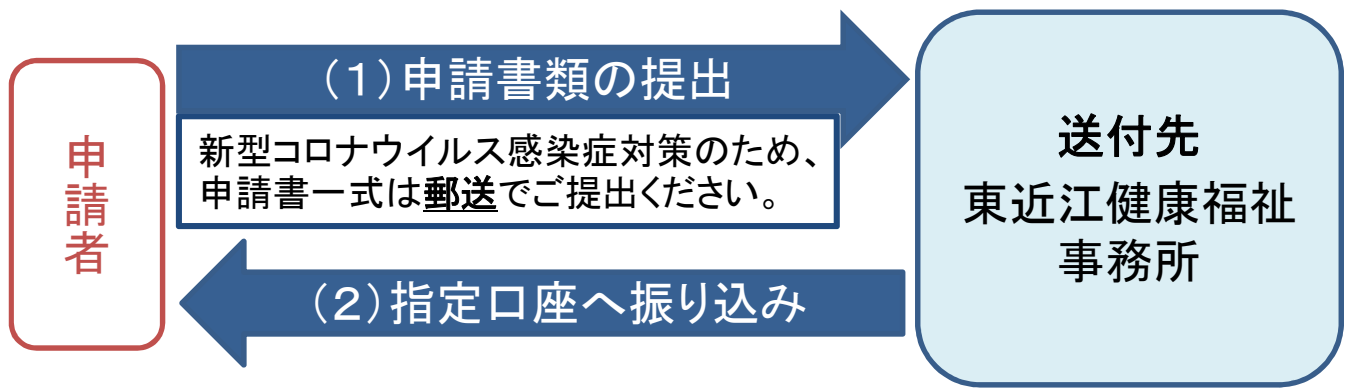 申請者
(1)申請書類の提出
新型コロナウイルス感染症対策のため、
申請書一式は郵送でご提出ください。
(2)指定口座へ振り込み
送付先
東近江健康福祉
事務所